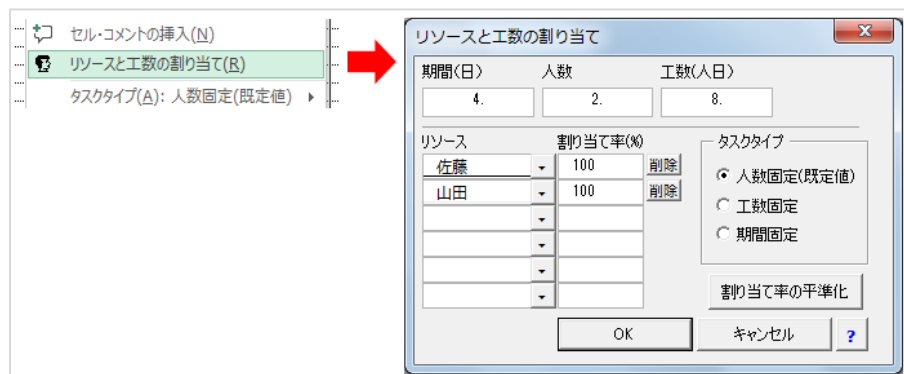 セル・コメントの挿入(N)
リソースと工数の割り当て(R)
タスクタイプ(A): 人数固定(既定値)
リソースと工数の割り当て
期間(日) 人数 工数(人日)
4. 2. 8.
リソース 割り当て率(%)
佐藤 100 削除
山田 100 削除
タスクタイプ
人数固定(既定値)
工数固定
期間固定
割り当て率の平準化
OK キャンセル ?